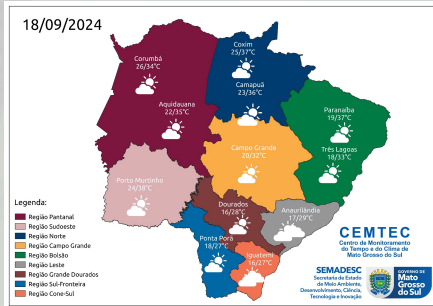 18/09/2024
Coxim
25/37°C
Corumbá
26/34°C
Camapuã
23/36°C
Aquidauana
22/35°C
Paranaíba
19/37°C
Campo Grande
20/32°C
Três Lagoas
18/33°C
Porto Murtinho
24/38°C
Dourados
16/28°C
Anaurilândia
17/29°C
Ponta Porã
18/27°C
Iguatemi
16/27°C
Legenda:
Região Pantanal
Região Sudoeste
Região Norte
Região Campo Grande
Região Bolsão
Região Leste
Região Grande Dourados
Região Sul-Fronteira
Região Cone-Sul
CEMTEC
Centro de Monitoramento
do Tempo e do Clima de
Mato Grosso do Sul
SEMADESC
Secretaria de Estado
de Meio Ambiente,
Desenvolvimento, Ciência,
Tecnologia e Inovação
GOVERNO DE
Mato
Grosso
do Sul